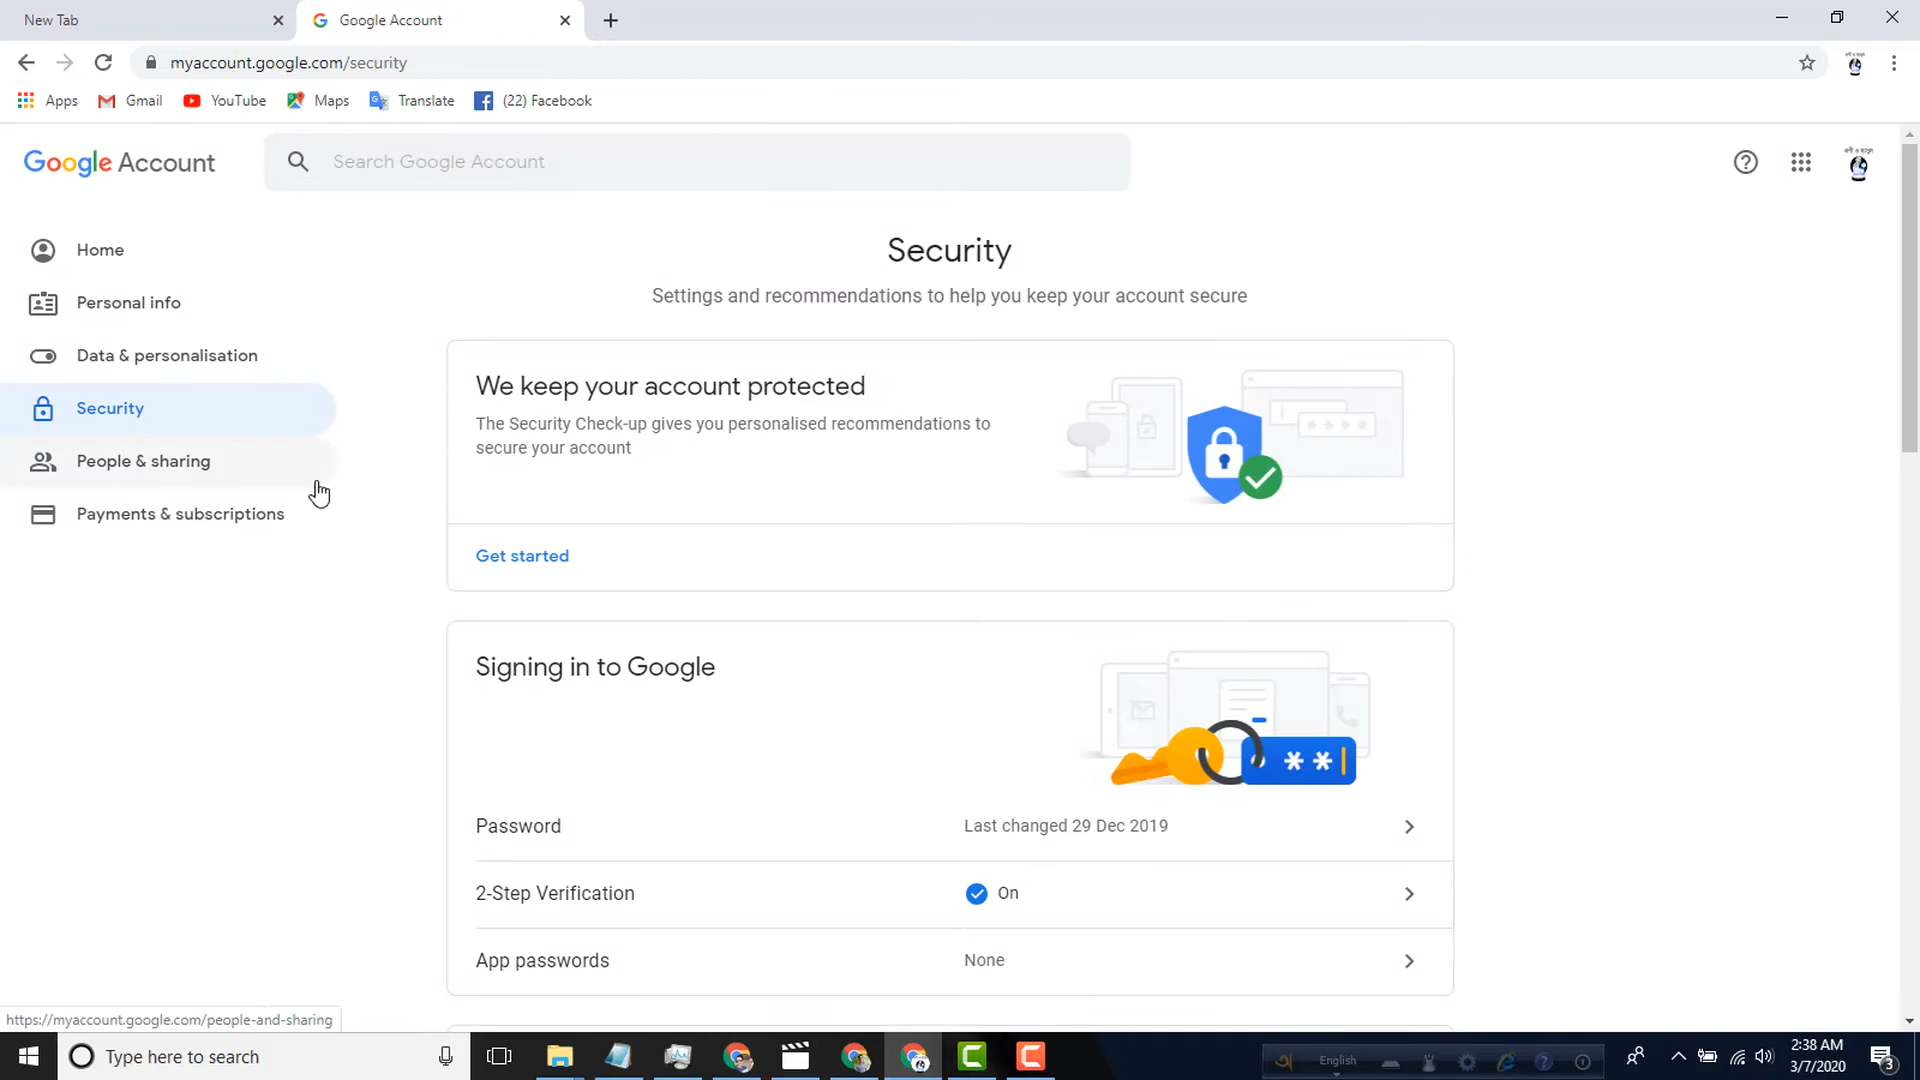 New Tab
Google Account
myaccount.google.com/security
Apps
Gmail
YouTube
Maps
Translate
(22) Facebook
Google Account
Search Google Account
Home
Personal info
Data & personalisation
Security
People & sharing
Payments & subscriptions
Security
Settings and recommendations to help you keep your account secure
We keep your account protected
The Security Check-up gives you personalised recommendations to
secure your account
Get started
Signing in to Google
Password
Last changed 29 Dec 2019
2-Step Verification
On
App passwords
None
https://myaccount.google.com/people-and-sharing
Type here to search
English
2:38 AM
3/7/2020
3